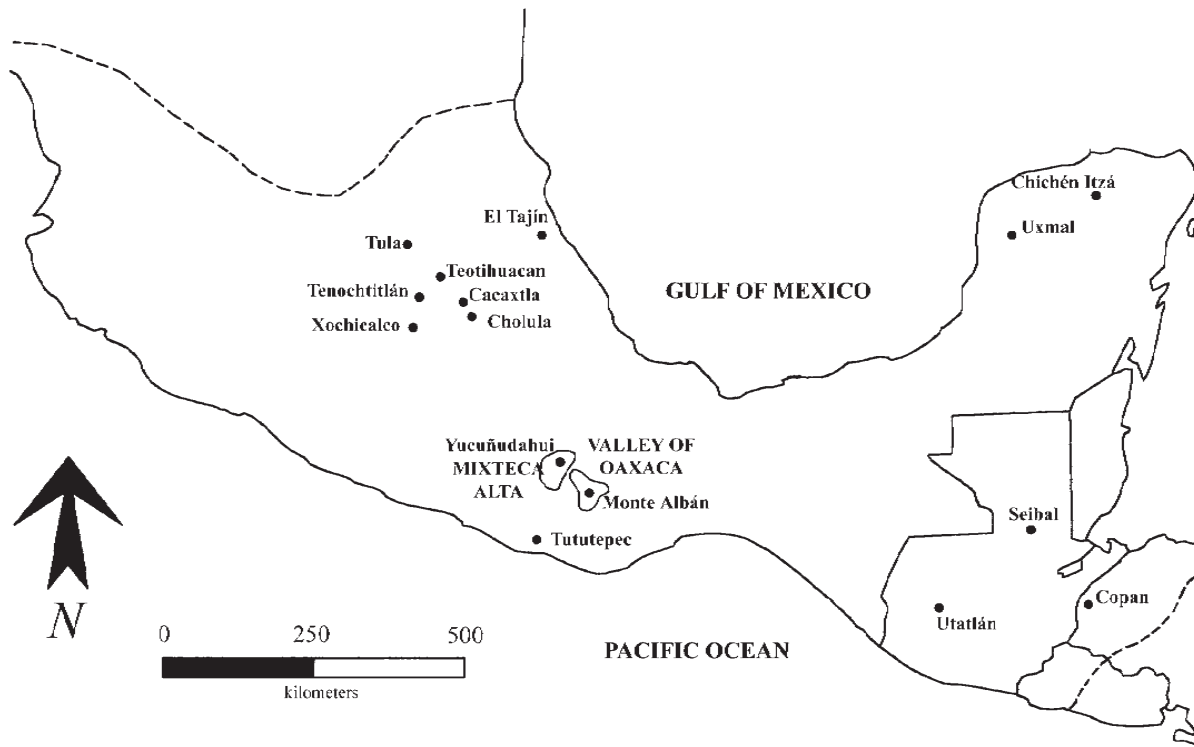 Chichén Itzá
El Tajín
Uxmal
Tula
Teotihuacan
GULF OF MEXICO
Tenochtitlán
Cacaxtla
Xochicalco
Cholula
Yucuñudahui
MIXTECA
ALTA
VALLEY OF
OAXACA
Monte Albán
Seibal
Tututepec
Copan
Utatlán
N
0 250 500
kilometers
PACIFIC OCEAN